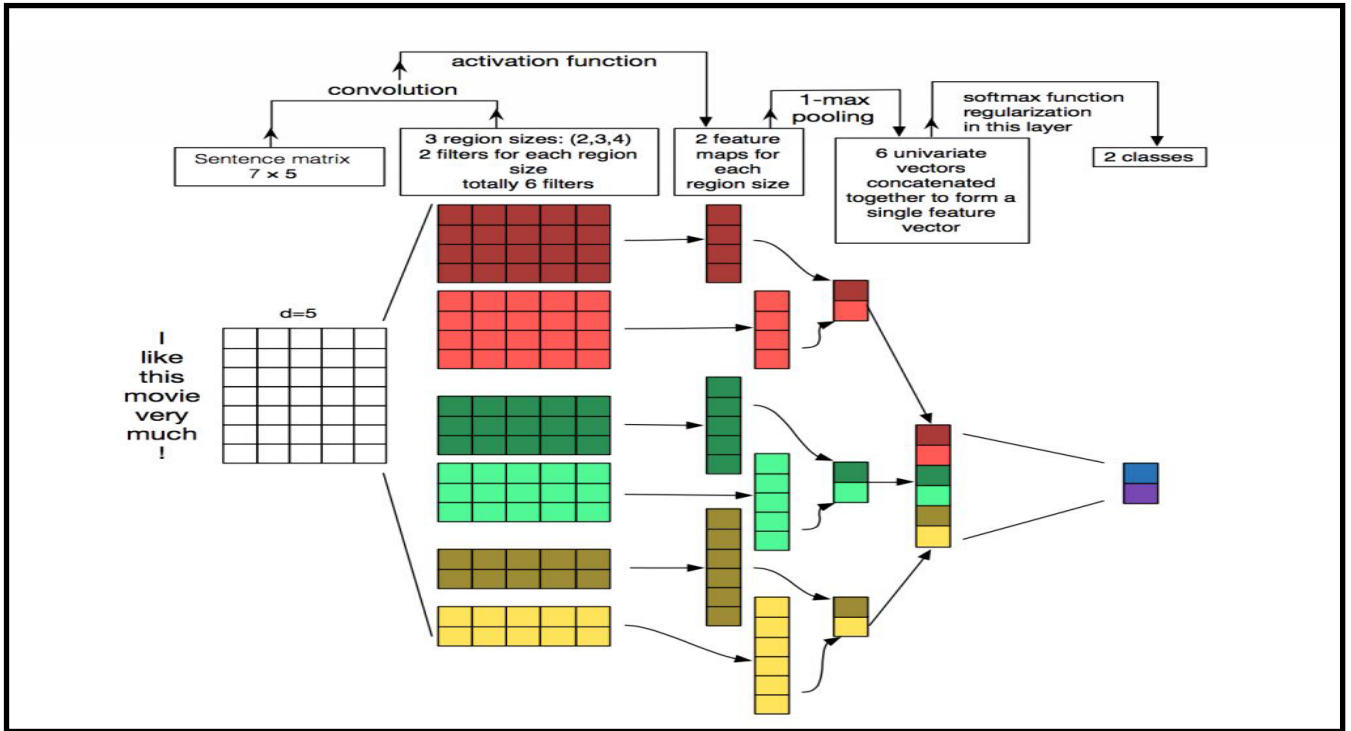 activation function
convolution
1-max
pooling
softmax function
regularization
in this layer
Sentence matrix
7 × 5
3 region sizes: (2,3,4)
2 filters for each region
size
totally 6 filters
2 feature
maps for
each
region size
6 univariate
vectors
concatenated
together to form a
single feature
vector
2 classes
d=5
I
like
this
movie
very
much
!